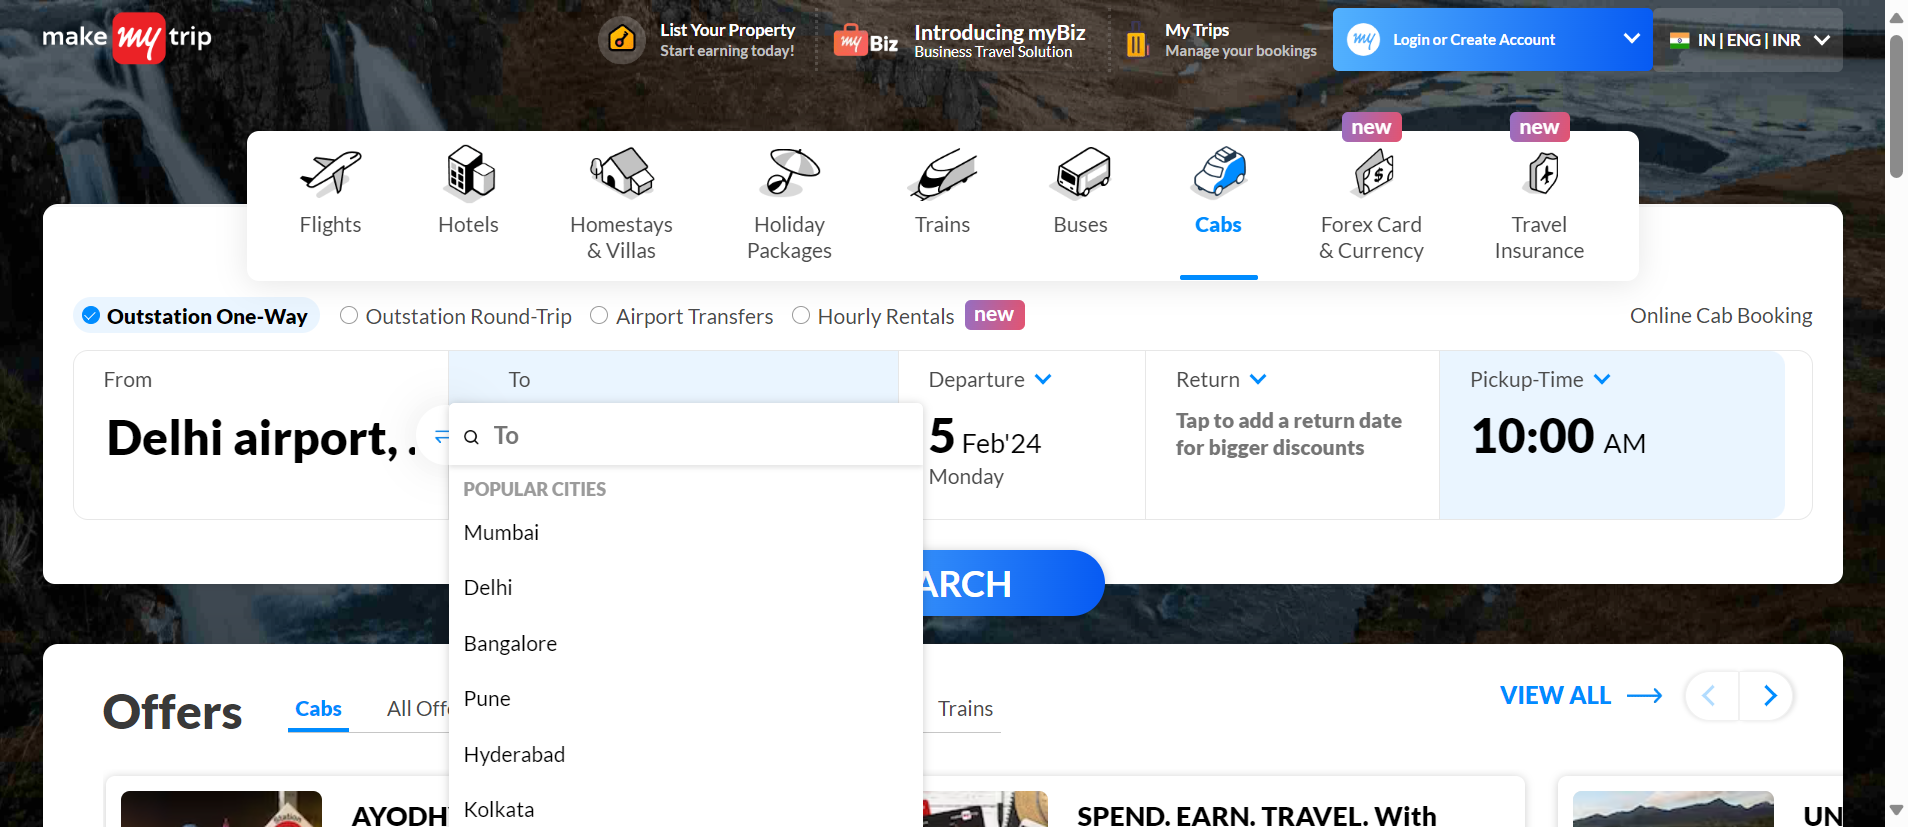 make my trip
List Your Property
Start earning today!
my Biz
Introducing myBiz
Business Travel Solution
My Trips
Manage your bookings
my
Login or Create Account
IN | ENG | INR
new
new
Flights
Hotels
Homestays
& Villas
Holiday
Packages
Trains
Buses
Cabs
Forex Card
& Currency
Travel
Insurance
Outstation One-Way
Outstation Round-Trip
Airport Transfers
Hourly Rentals
new
Online Cab Booking
From
Delhi airport, .
To
To
POPULAR CITIES
Mumbai
Delhi
Bangalore
Pune
Hyderabad
Kolkata
Departure
5 Feb'24
Monday
Return
Tap to add a return date
for bigger discounts
Pickup-Time
10:00 AM
ARCH
Offers
Cabs
All Off
Trains
VIEW ALL
AYODH
SPEND. EARN. TRAVEL. With
UN